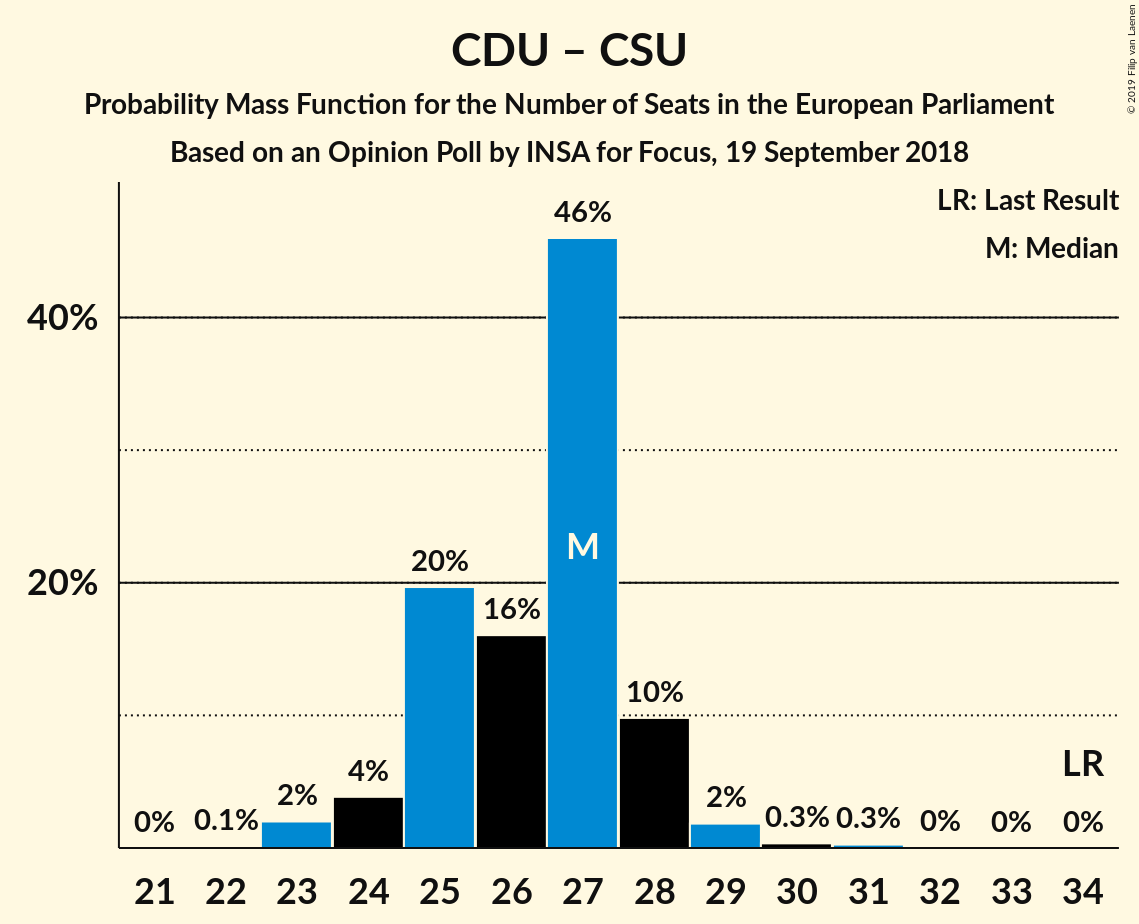 CDU – CSU
Probability Mass Function for the Number of Seats in the European Parliament
Based on an Opinion Poll by INSA for Focus, 19 September 2018
© 2019 Filip van Laenen
LR: Last Result
M: Median
46%
40%
M
20%
20%
16%
10%
4%
2%
2%
LR
0%
0.1%
0.3%
0.3%
0%
0%
0%
21 22 23 24 25 26 27 28 29 30 31 32 33 34